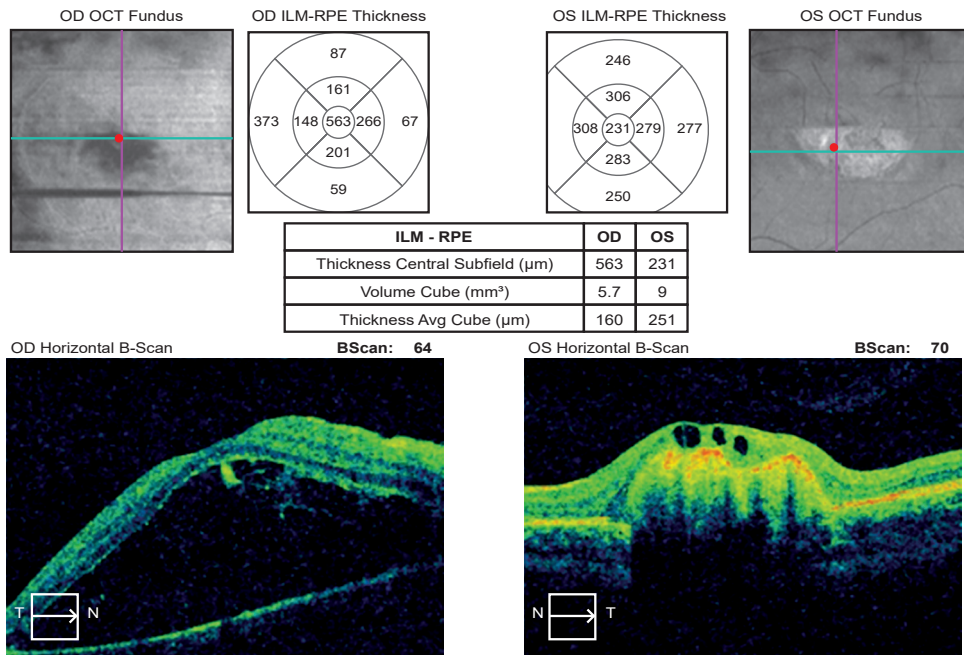 OD OCT Fundus
OD ILM-RPE Thickness
OS ILM-RPE Thickness
OS OCT Fundus
87
161
373 148 563 266 67
201
59
246
306
308 231 279 277
283
250
ILM - RPE OD OS
Thickness Central Subfield (µm) 563 231
Volume Cube (mm³) 5.7 9
Thickness Avg Cube (µm) 160 251
OD Horizontal B-Scan BScan: 64
OS Horizontal B-Scan BScan: 70
T N
N T